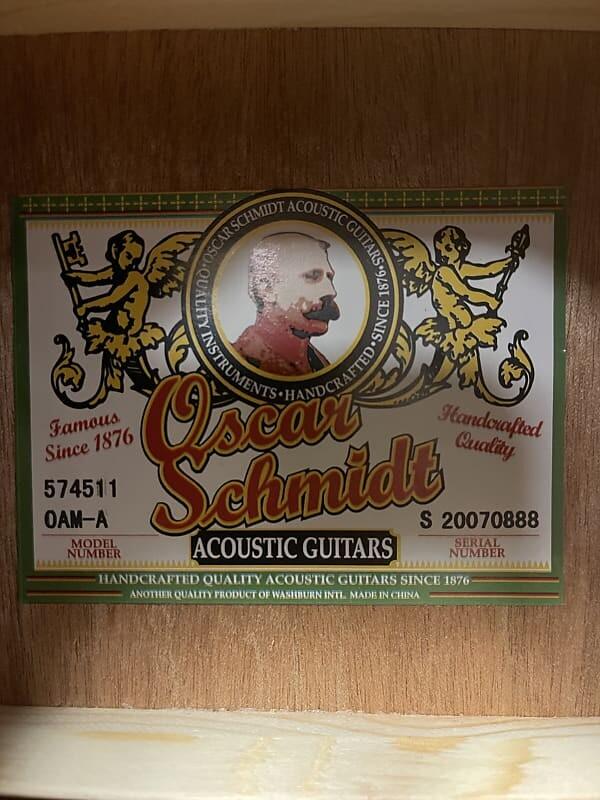 OSCAR SCHMIDT ACOUSTIC GUITARS • SINCE 1876 • HANDCRAFTED • QUALITY INSTRUMENTS •
Famous
Since 1876
Oscar
Schmidt
Handcrafted
Quality
574511
OAM-A
S 20070888
MODEL
NUMBER
ACOUSTIC GUITARS
SERIAL
NUMBER
HANDCRAFTED QUALITY ACOUSTIC GUITARS SINCE 1876
ANOTHER QUALITY PRODUCT OF WASHBURN INTL. MADE IN CHINA